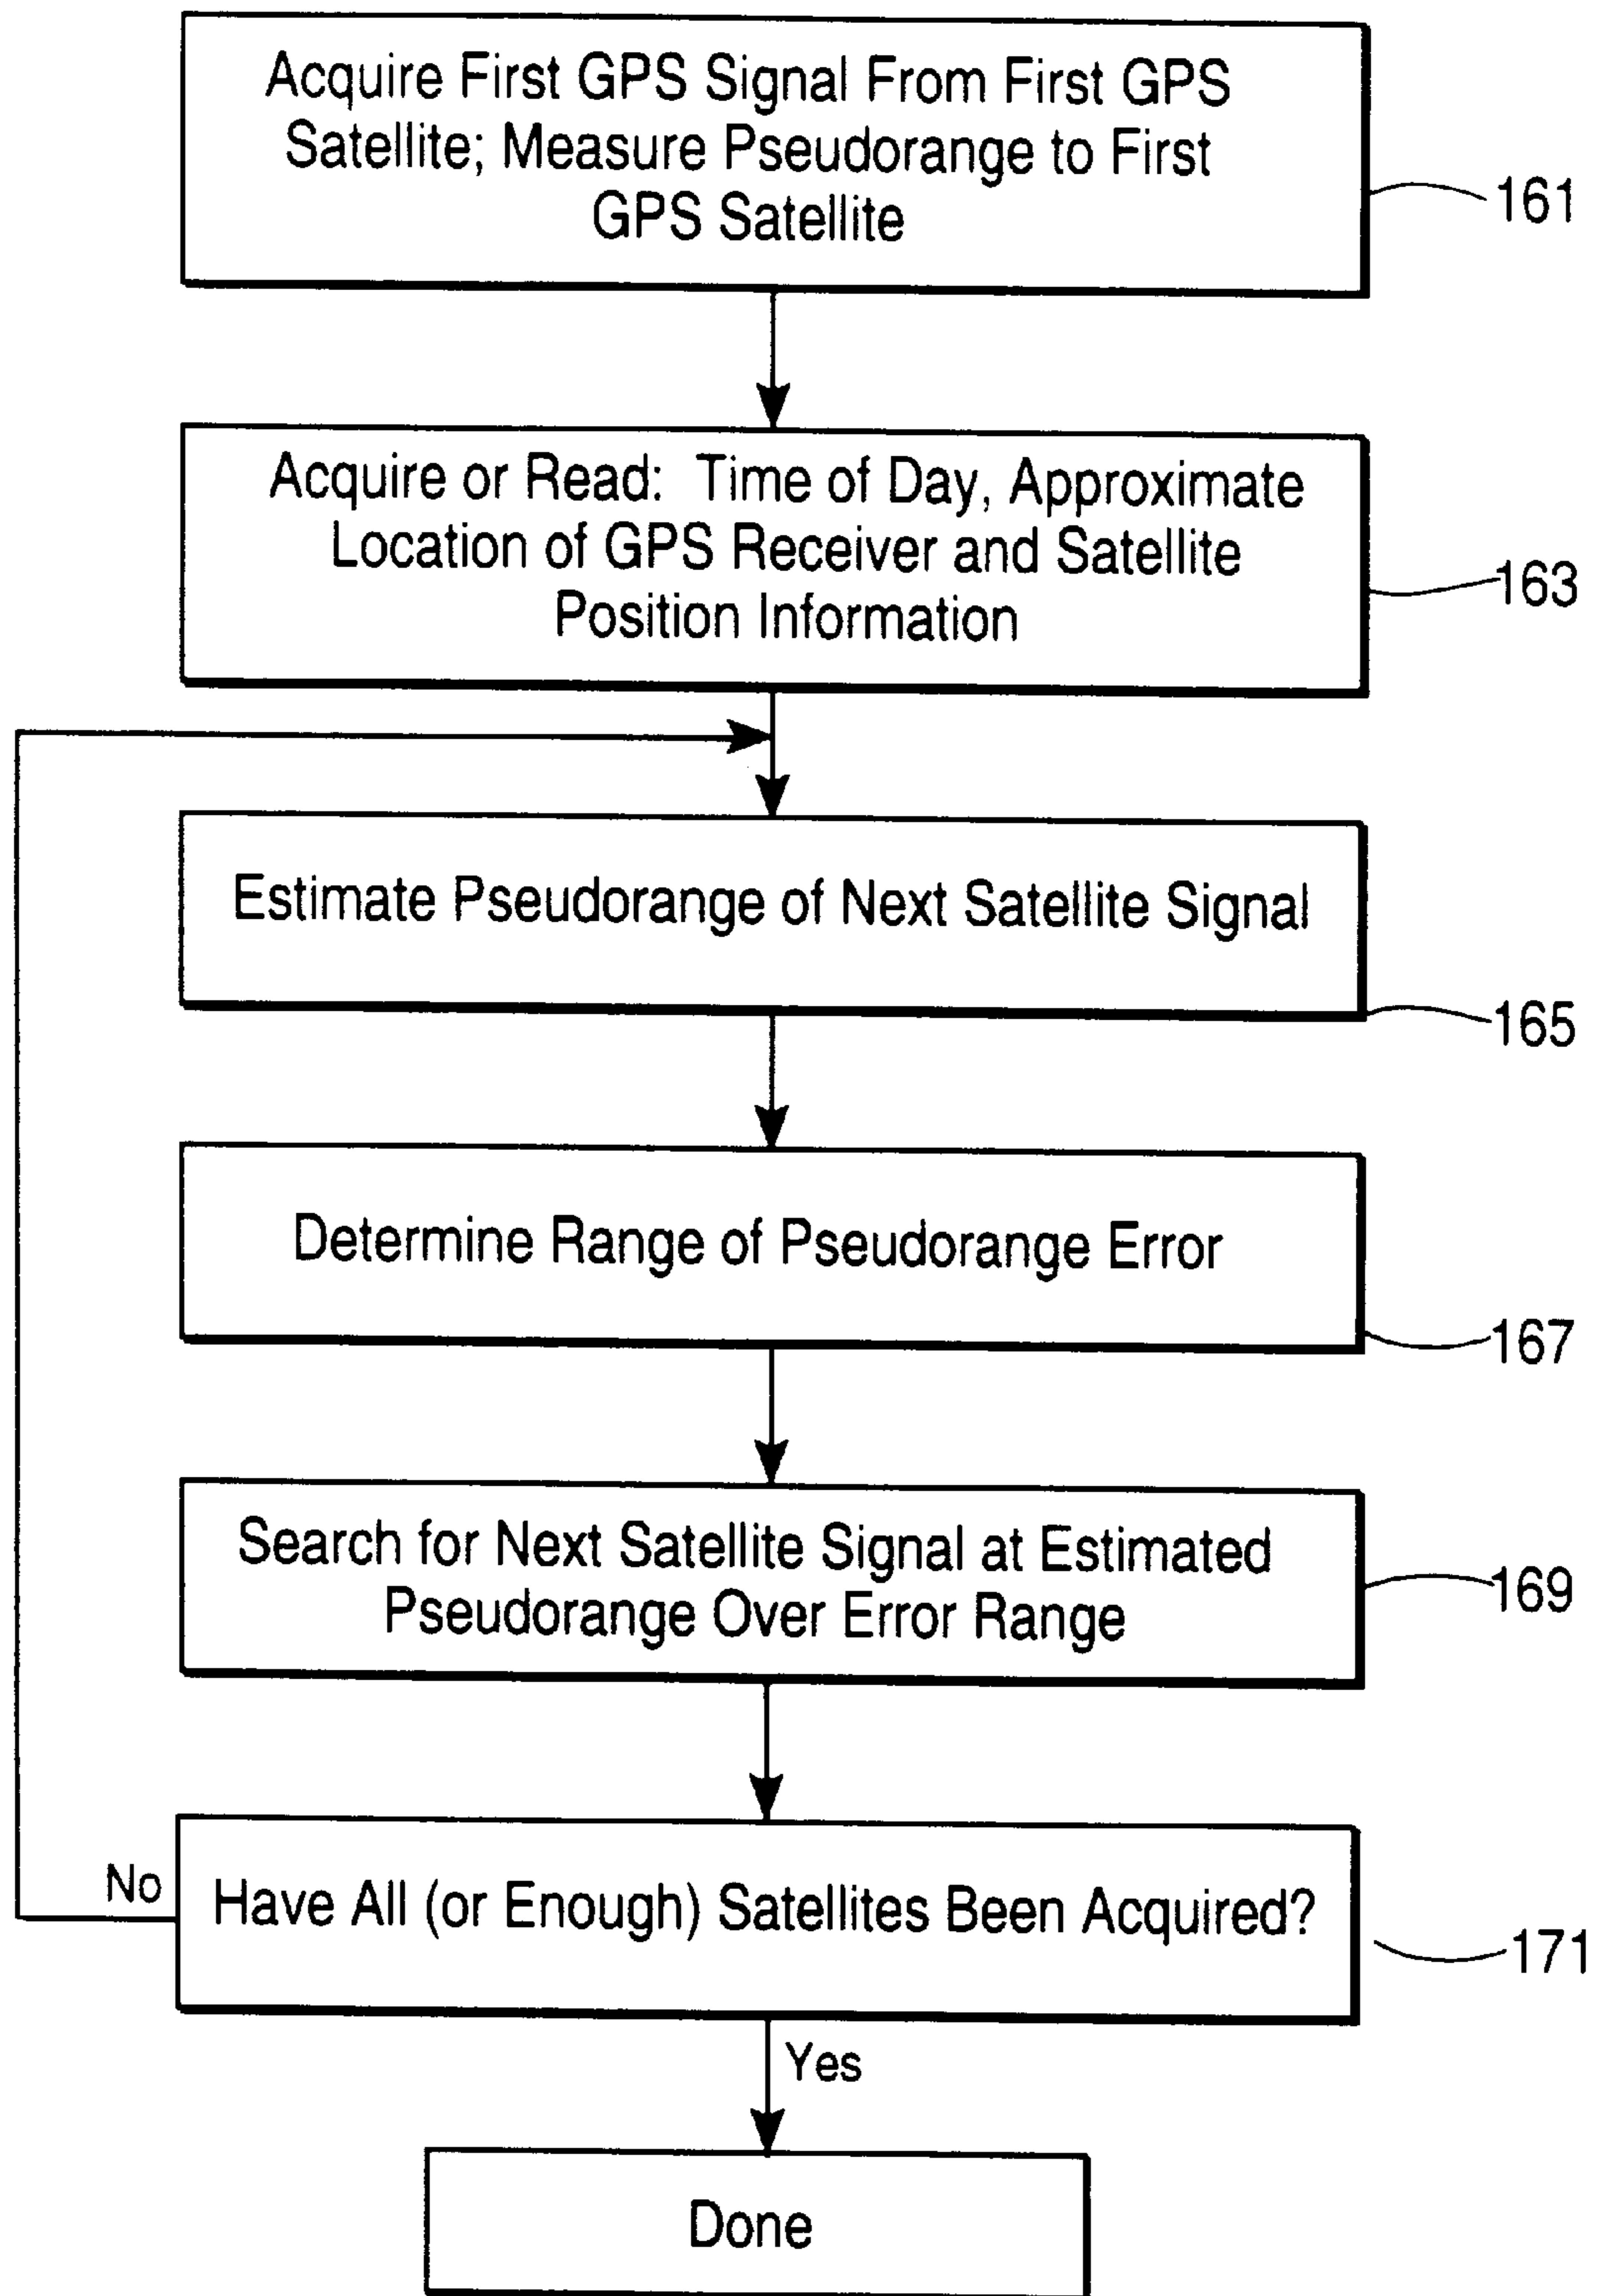 Acquire First GPS Signal From First GPS
Satellite; Measure Pseudorange to First
GPS Satellite
161
Acquire or Read: Time of Day, Approximate
Location of GPS Receiver and Satellite
Position Information
163
Estimate Pseudorange of Next Satellite Signal
165
Determine Range of Pseudorange Error
167
Search for Next Satellite Signal at Estimated
Pseudorange Over Error Range
169
No
Have All (or Enough) Satellites Been Acquired?
171
Yes
Done